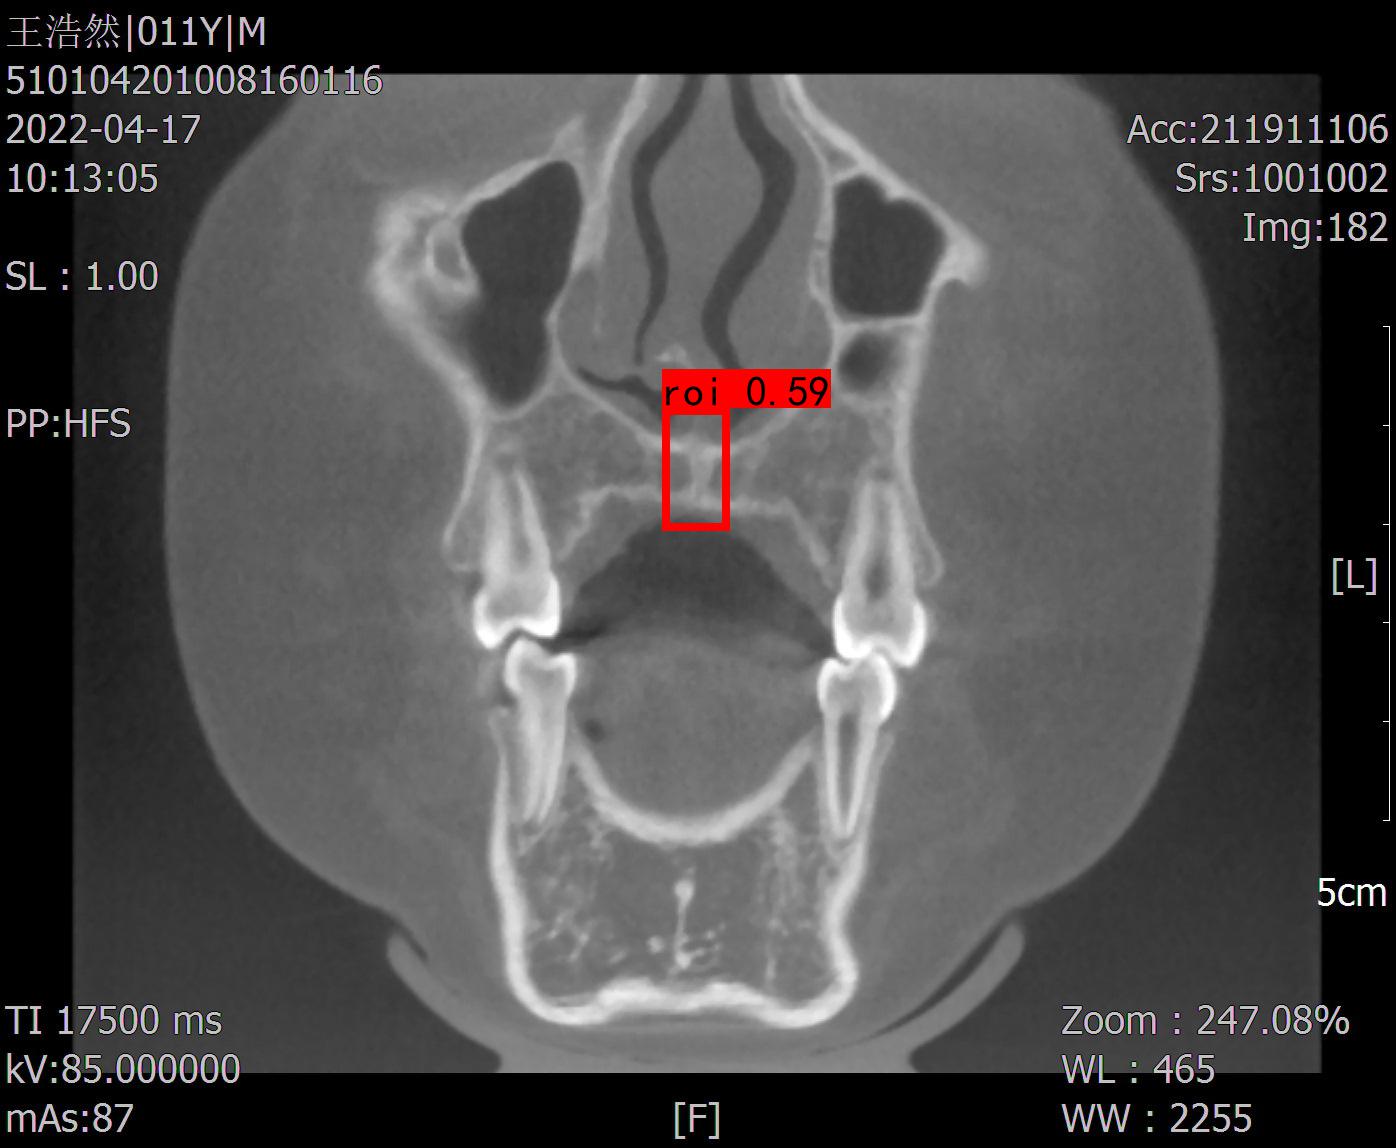 王浩然|011Y|M
510104201008160116
2022-04-17
10:13:05
Acc:211911106
Srs:1001002
Img:182
SL : 1.00
PP:HFS
roi 0.59
[L]
5cm
TI 17500 ms
kV:85.000000
mAs:87
[F]
Zoom : 247.08%
WL : 465
WW : 2255